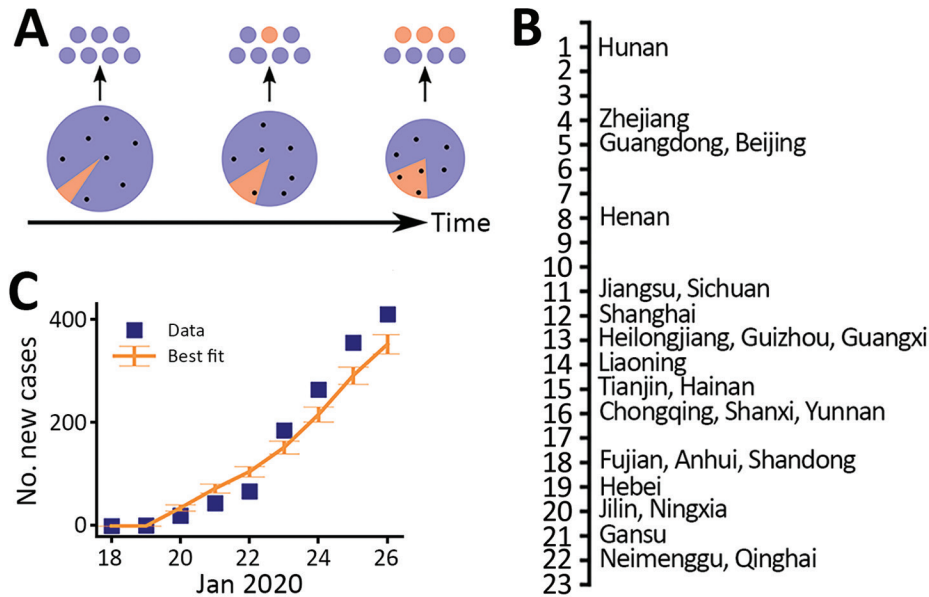 A
Time
B
1 Hunan
2
3
4 Zhejiang
5 Guangdong, Beijing
6
7
8 Henan
9
10
11 Jiangsu, Sichuan
12 Shanghai
13 Heilongjiang, Guizhou, Guangxi
14 Liaoning
15 Tianjin, Hainan
16 Chongqing, Shanxi, Yunnan
17
18 Fujian, Anhui, Shandong
19 Hebei
20 Jilin, Ningxia
21 Gansu
22 Neimenggu, Qinghai
23
C
No. new cases
400
200
0
Data
Best fit
18 20 22 24 26
Jan 2020